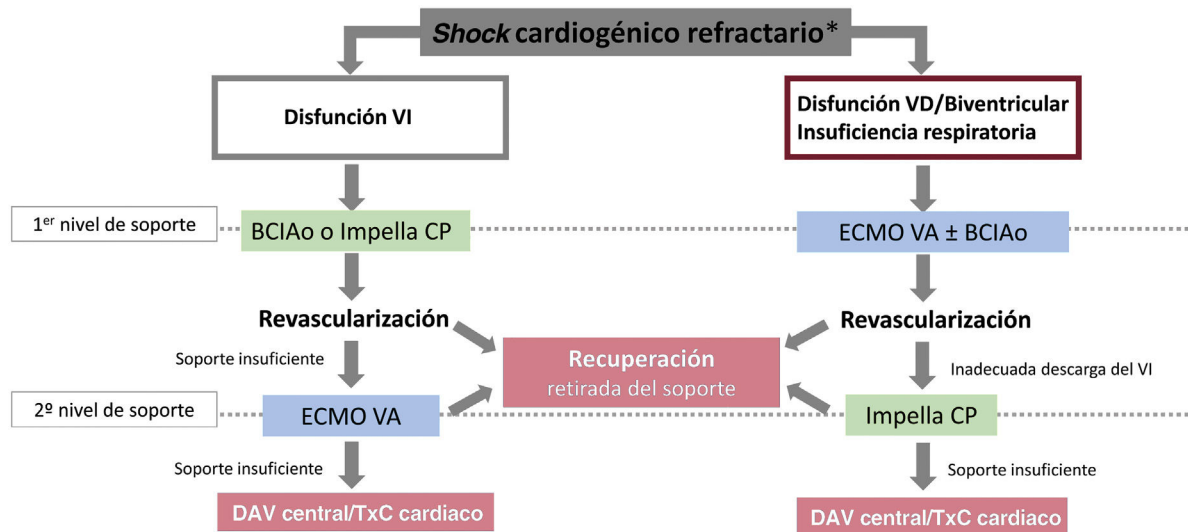 Shock cardiogénico refractario*
Disfunción VI
Disfunción VD/Biventricular
Insuficiencia respiratoria
1er nivel de soporte
BCIAo o Impella CP
ECMO VA ± BCIAo
Revascularización
Revascularización
Recuperación
retirada del soporte
Soporte insuficiente
Inadecuada descarga del VI
2º nivel de soporte
ECMO VA
Impella CP
Soporte insuficiente
Soporte insuficiente
DAV central/TxC cardiaco
DAV central/TxC cardiaco